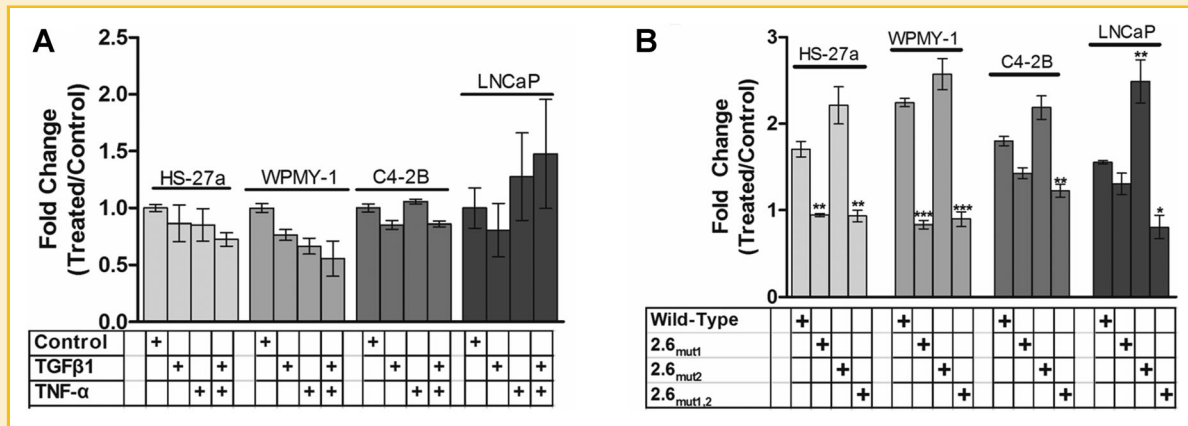 A
Fold Change
(Treated/Control)
2.5
2.0
1.5
1.0
0.5
0.0
HS-27a
WPMY-1
C4-2B
LNCaP
Control + + + +
TGFβ1 + + + + + + + +
TNF-α + + + + + + + +
B
Fold Change
(Treated/Control)
3
2
1
0
HS-27a
WPMY-1
C4-2B
LNCaP
** ** *** *** ** ** *
Wild-Type + + + +
2.6mut1 + + + +
2.6mut2 + + + +
2.6mut1,2 + + + +